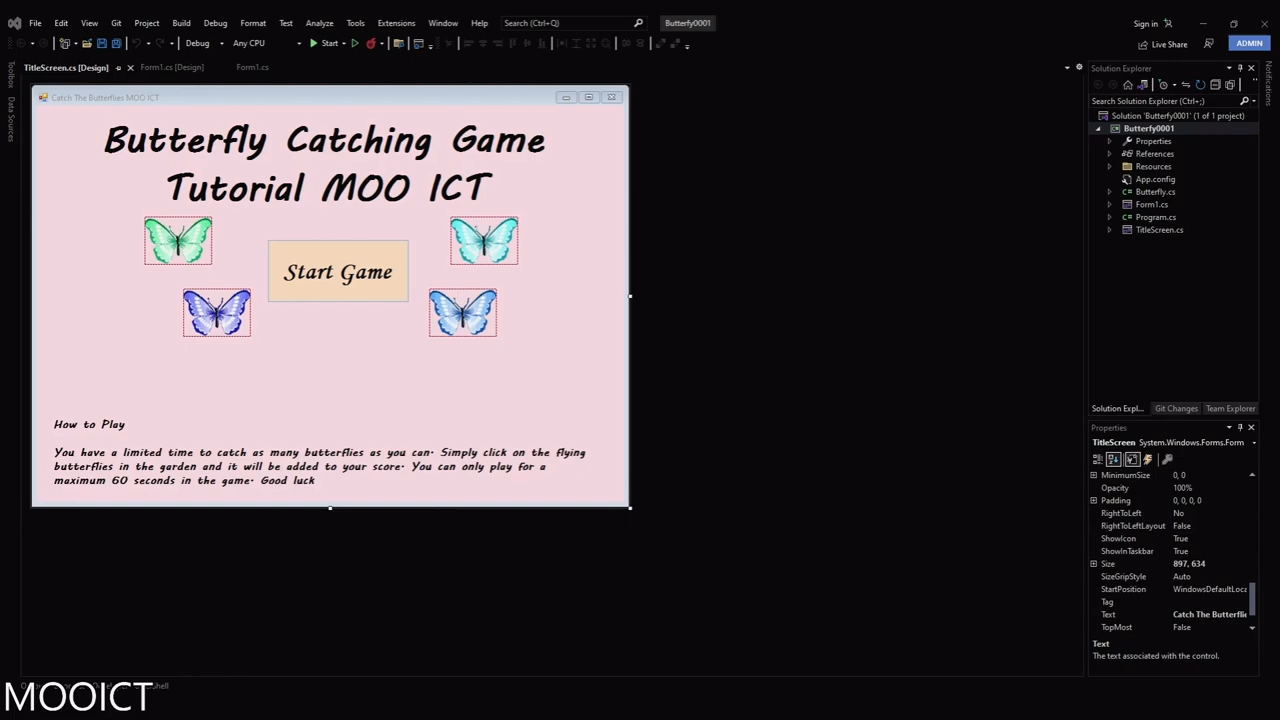 File Edit View Git Project Build Debug Format Test Analyze Tools Extensions Window Help Search (Ctrl+Q) Butterfy0001 Sign in
Debug Any CPU Start Live Share ADMIN
TitleScreen.cs [Design] Form1.cs [Design] Form1.cs
Toolbox
Data Sources
Catch The Butterflies MOO ICT
Butterfly Catching Game
Tutorial MOO ICT
Start Game
How to Play
You have a limited time to catch as many butterflies as you can. Simply click on the flying
butterflies in the garden and it will be added to your score. You can only play for a
maximum 60 seconds in the game. Good luck
Solution Explorer
Search Solution Explorer (Ctrl+;)
Solution 'Butterfy0001' (1 of 1 project)
Butterfy0001
Properties
References
Resources
App.config
Butterfly.cs
Form1.cs
Program.cs
TitleScreen.cs
Solution Expl... Git Changes Team Explorer
Properties
TitleScreen System.Windows.Forms.Form
MinimumSize 0, 0
Opacity 100%
Padding 0, 0, 0, 0
RightToLeft No
RightToLeftLayout False
ShowIcon True
ShowInTaskbar True
Size 897, 634
SizeGripStyle Auto
StartPosition WindowsDefaultLoca
Tag
Text Catch The Butterflie
TopMost False
Text
The text associated with the control.
Notifications
MOOICT